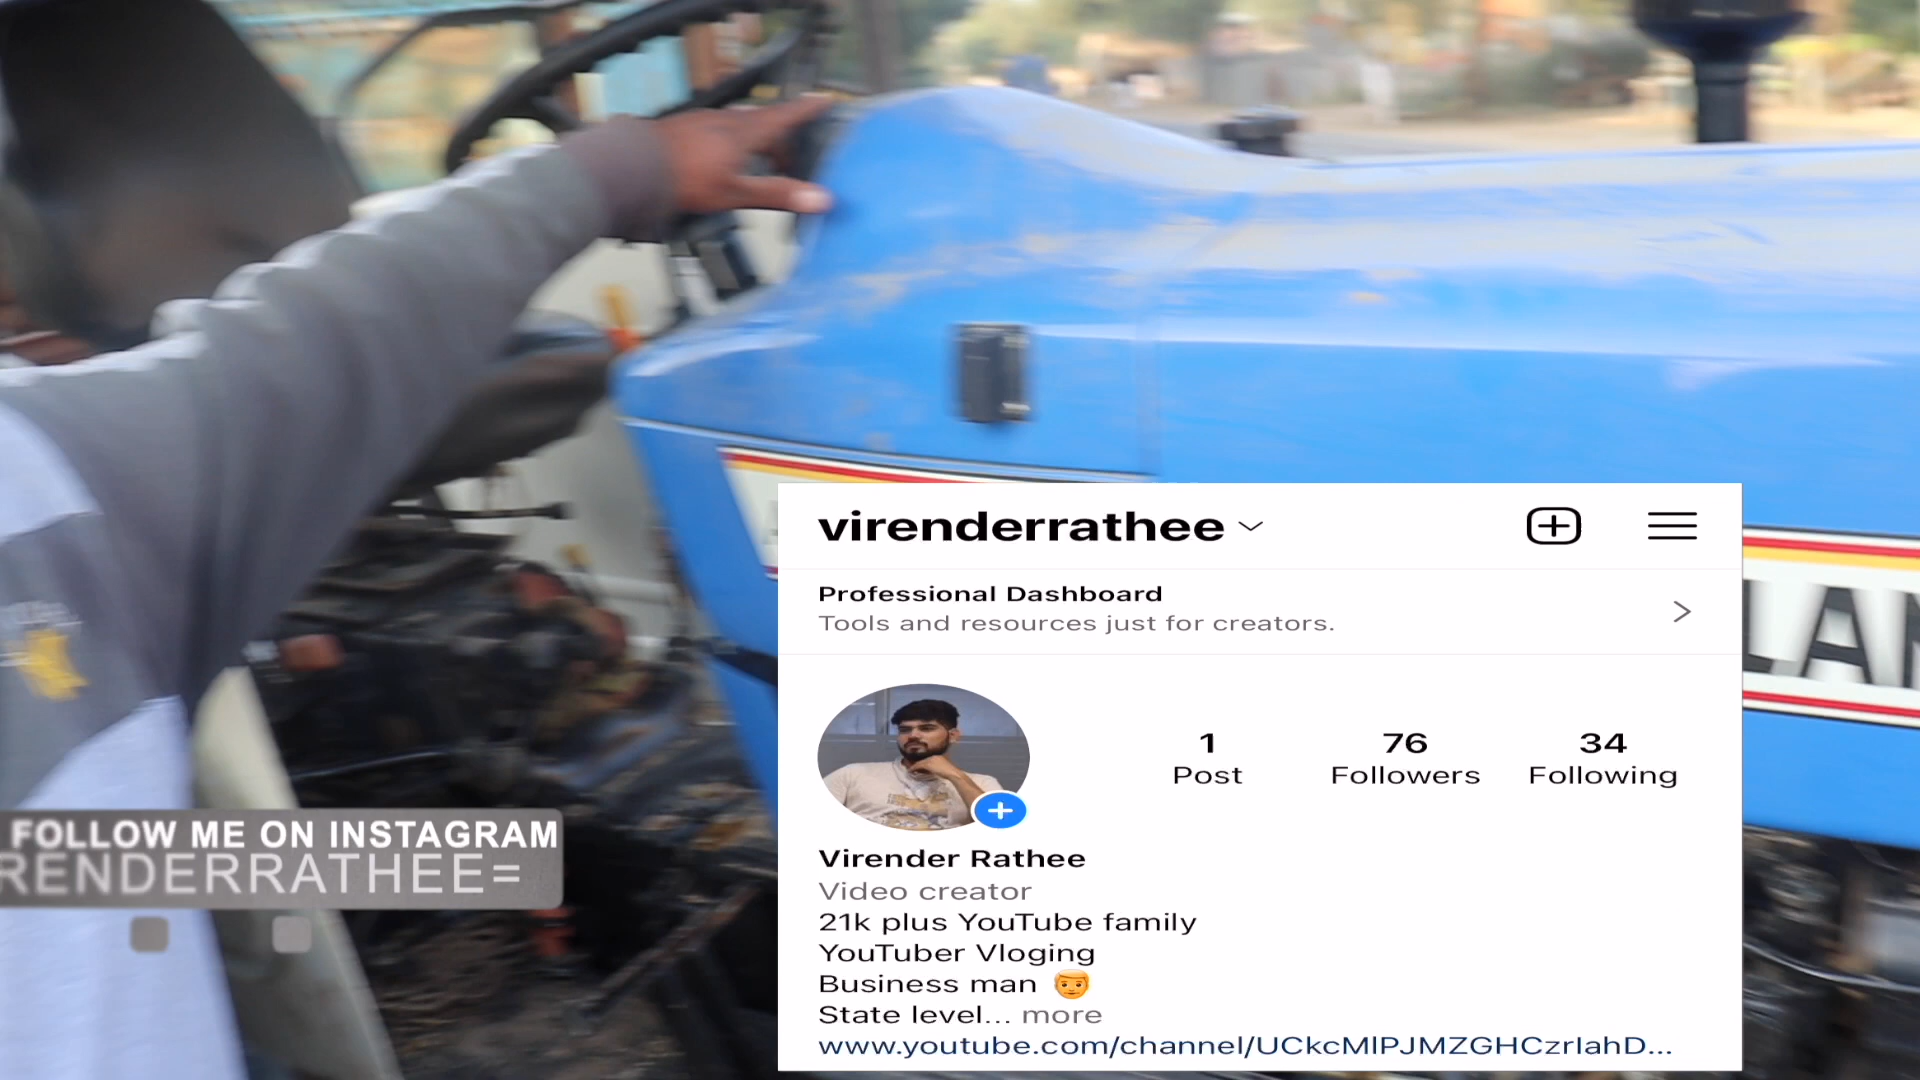 virenderrathee
Professional Dashboard
Tools and resources just for creators.
1
Post
76
Followers
34
Following
Virender Rathee
Video creator
21k plus YouTube family
YouTuber Vloging
Business man
State level... more
www.youtube.com/channel/UCkcMIPJMZGHCzrIahD...
FOLLOW ME ON INSTAGRAM
RENDERRATHEE=
LAN